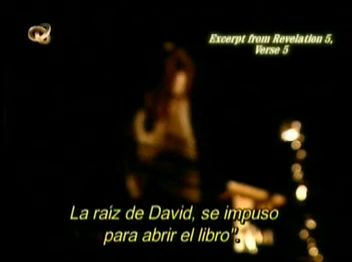 Excerpt from Revelation 5,
Verse 5
La raíz de David, se impuso
para abrir el libro".